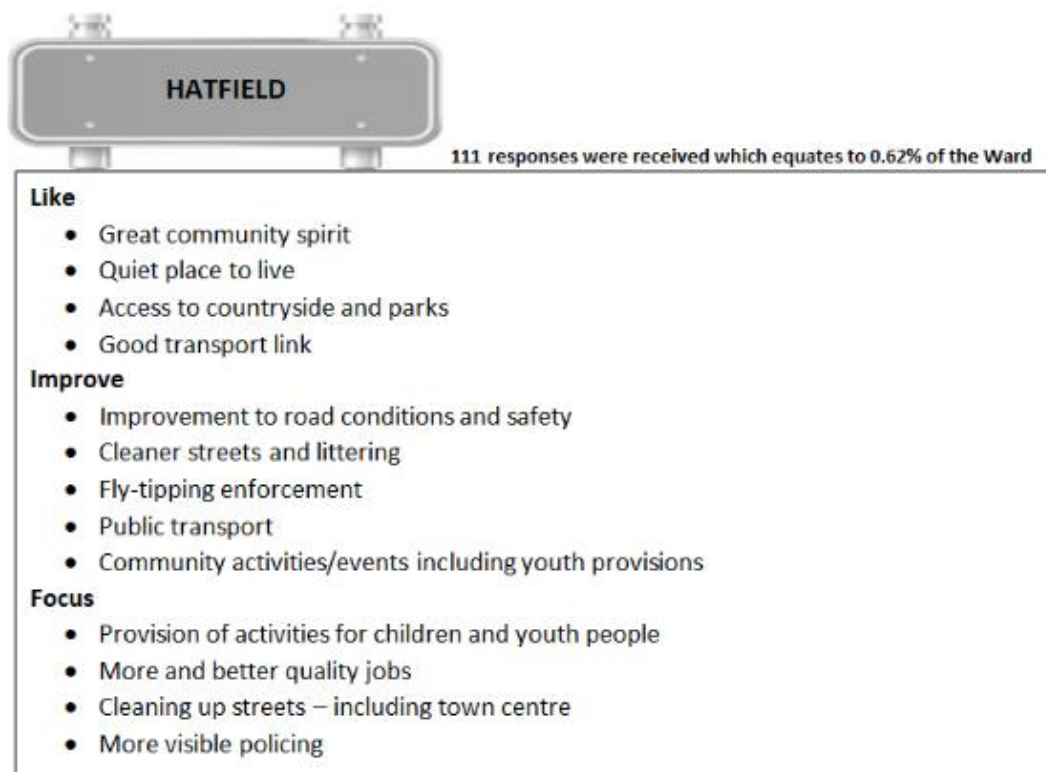 HATFIELD
111 responses were received which equates to 0.62% of the Ward
Like
• Great community spirit
• Quiet place to live
• Access to countryside and parks
• Good transport link
Improve
• Improvement to road conditions and safety
• Cleaner streets and littering
• Fly-tipping enforcement
• Public transport
• Community activities/events including youth provisions
Focus
• Provision of activities for children and youth people
• More and better quality jobs
• Cleaning up streets – including town centre
• More visible policing